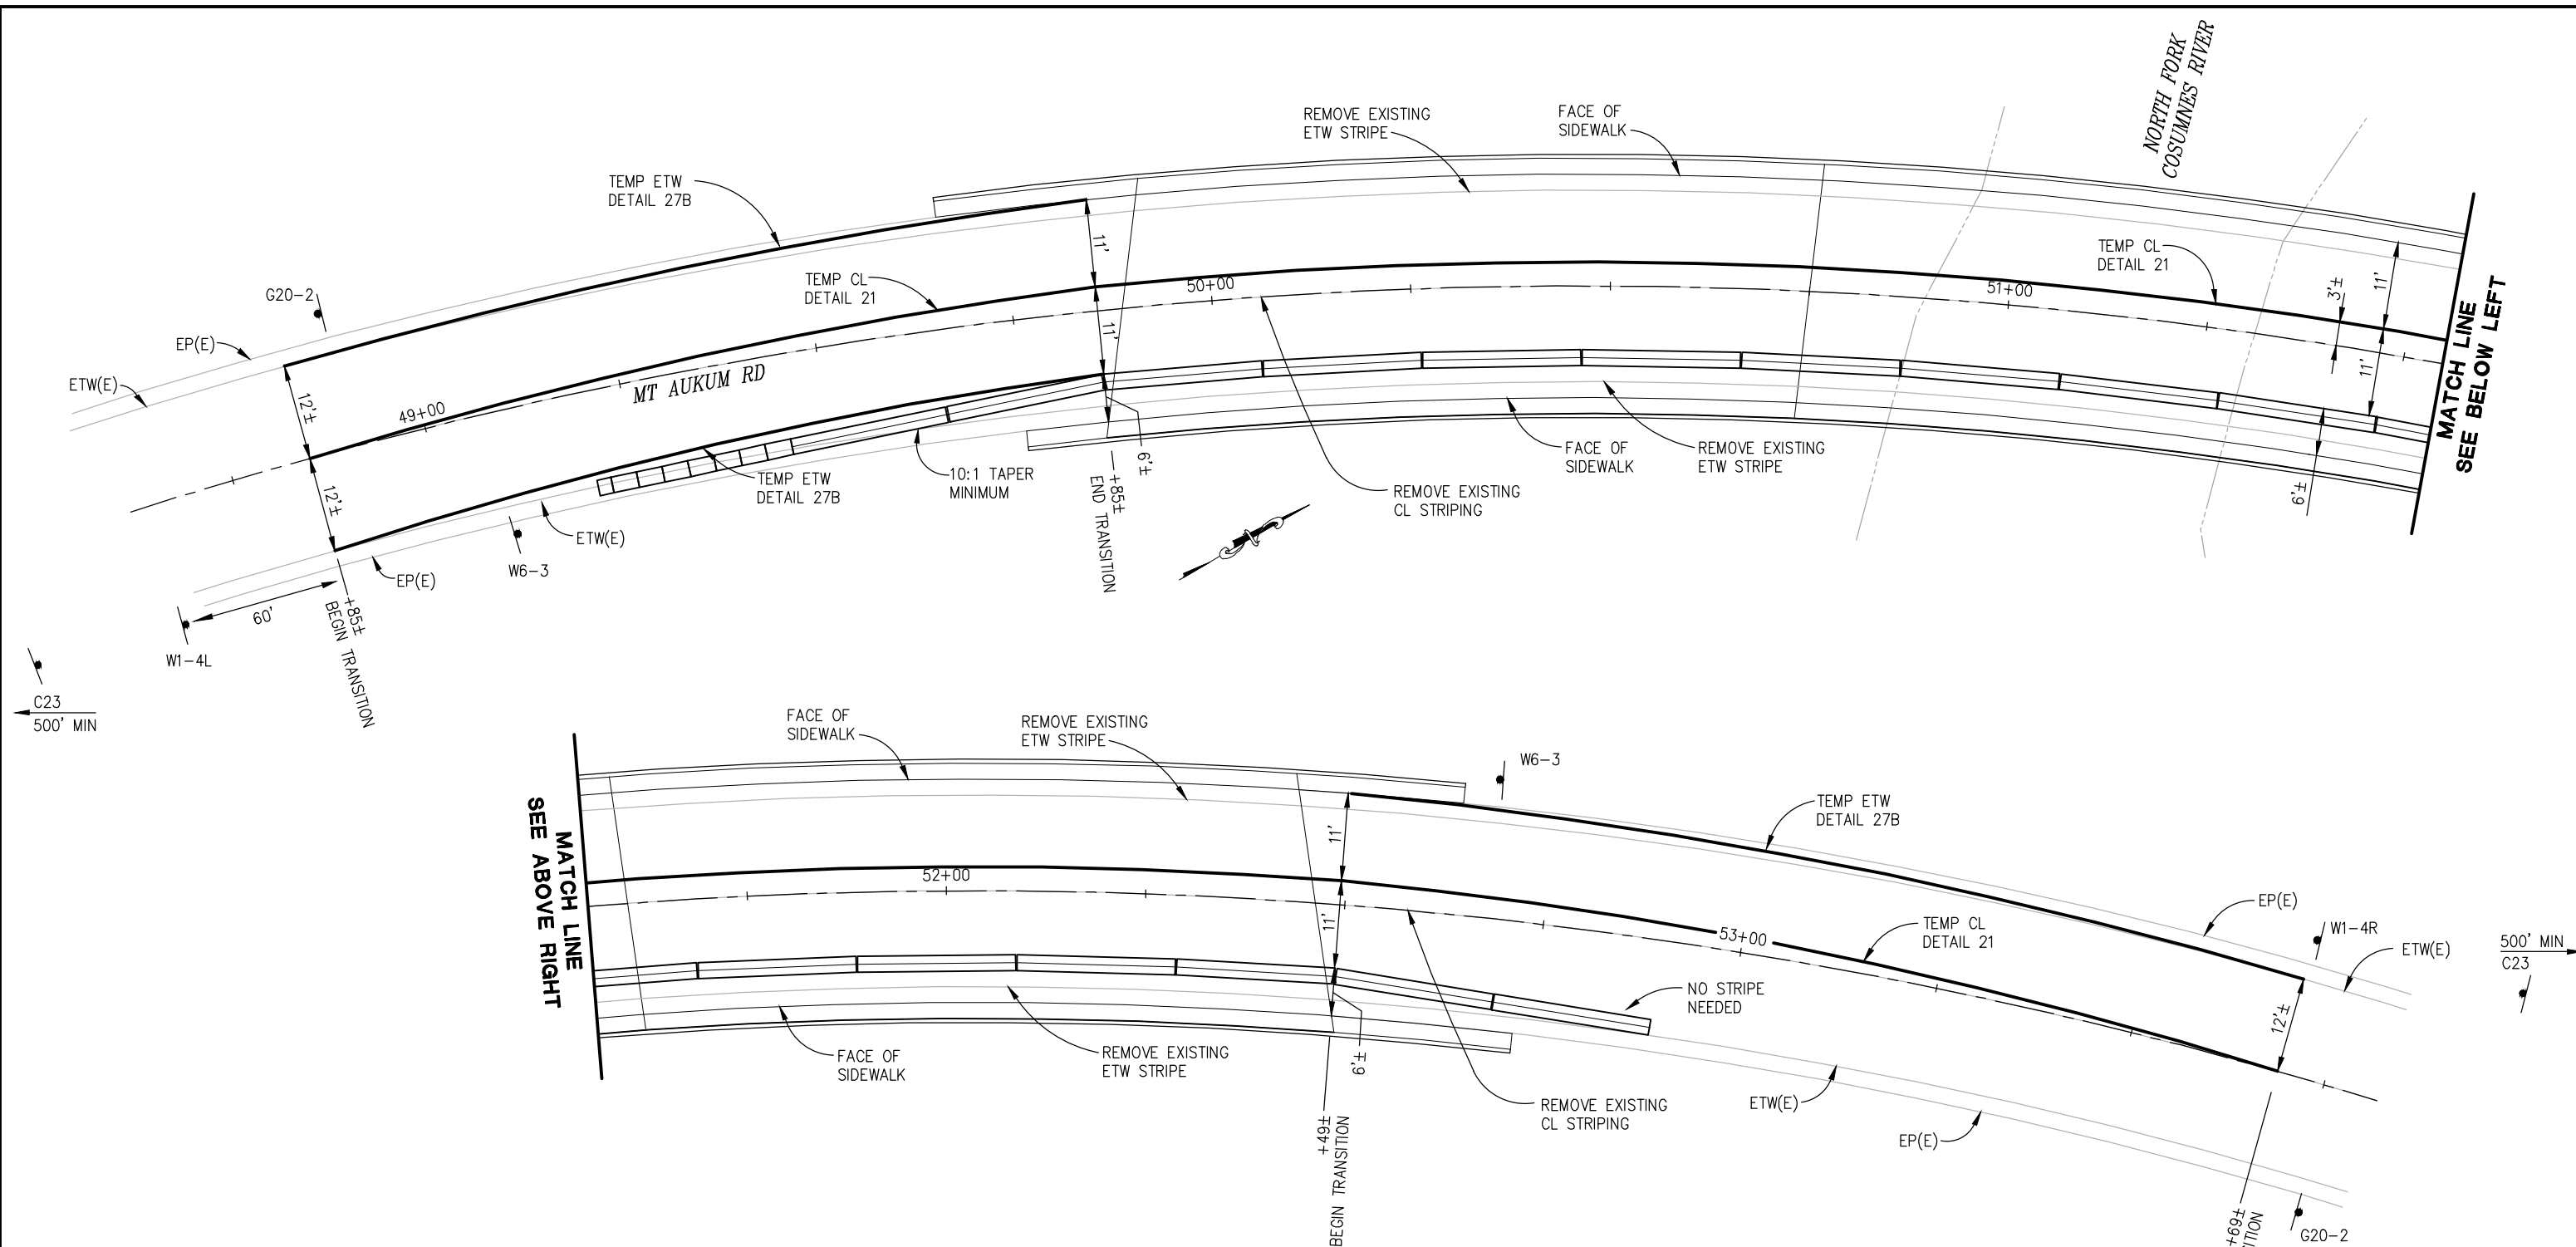 NORTH FORK
COSUMNES RIVER
REMOVE EXISTING
ETW STRIPE
FACE OF
SIDEWALK
TEMP ETW
DETAIL 27B
TEMP CL
DETAIL 21
TEMP CL
DETAIL 21
G20-2
EP(E)
ETW(E)
11'
11'
50+00
51+00
3'±
11'
11'
MATCH LINE
SEE BELOW LEFT
12'±
12'±
49+00
MT AUKUM RD
TEMP ETW
DETAIL 27B
10:1 TAPER
MINIMUM
6'±
+85±
END TRANSITION
FACE OF
SIDEWALK
REMOVE EXISTING
ETW STRIPE
REMOVE EXISTING
CL STRIPING
6'±
ETW(E)
W6-3
EP(E)
60'
+85±
BEGIN TRANSITION
W1-4L
C23
500' MIN
FACE OF
SIDEWALK
REMOVE EXISTING
ETW STRIPE
W6-3
TEMP ETW
DETAIL 27B
MATCH LINE
SEE ABOVE RIGHT
11'
11'
52+00
53+00
TEMP CL
DETAIL 21
EP(E)
W1-4R
ETW(E)
500' MIN
C23
NO STRIPE
NEEDED
12'±
FACE OF
SIDEWALK
REMOVE EXISTING
ETW STRIPE
6'±
+49±
BEGIN TRANSITION
REMOVE EXISTING
CL STRIPING
ETW(E)
EP(E)
+69±
ITION
G20-2